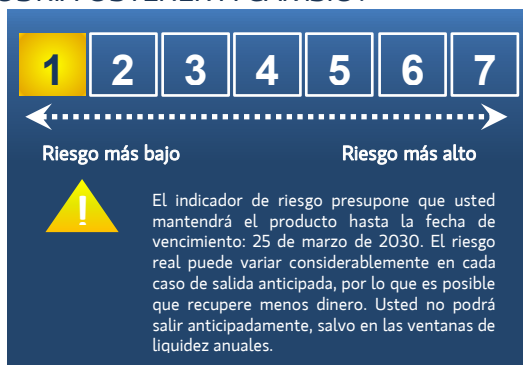 1 2 3 4 5 6 7
Riesgo más bajo Riesgo más alto
!
El indicador de riesgo presupone que usted
mantendrá el producto hasta la fecha de
vencimiento: 25 de marzo de 2030. El riesgo
real puede variar considerablemente en cada
caso de salida anticipada, por lo que es posible
que recupere menos dinero. Usted no podrá
salir anticipadamente, salvo en las ventanas de
liquidez anuales.